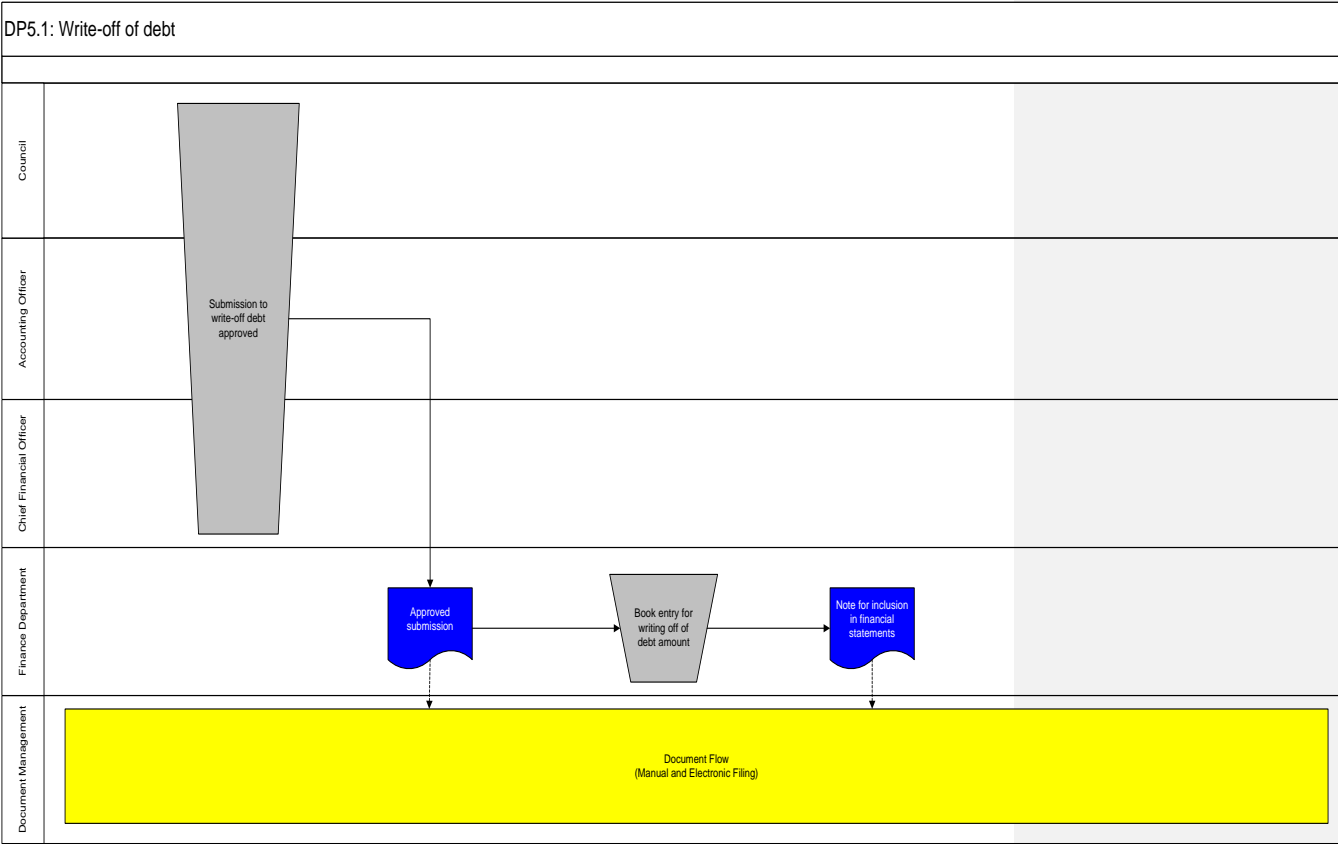 DP5.1: Write-off of debt
Council
Accounting Officer
Chief Financial Officer
Finance Department
Document Management
Submission to
write-off debt
approved
Approved
submission
Book entry for
writing off of
debt amount
Note for inclusion
in financial
statements
Document Flow
(Manual and Electronic Filing)